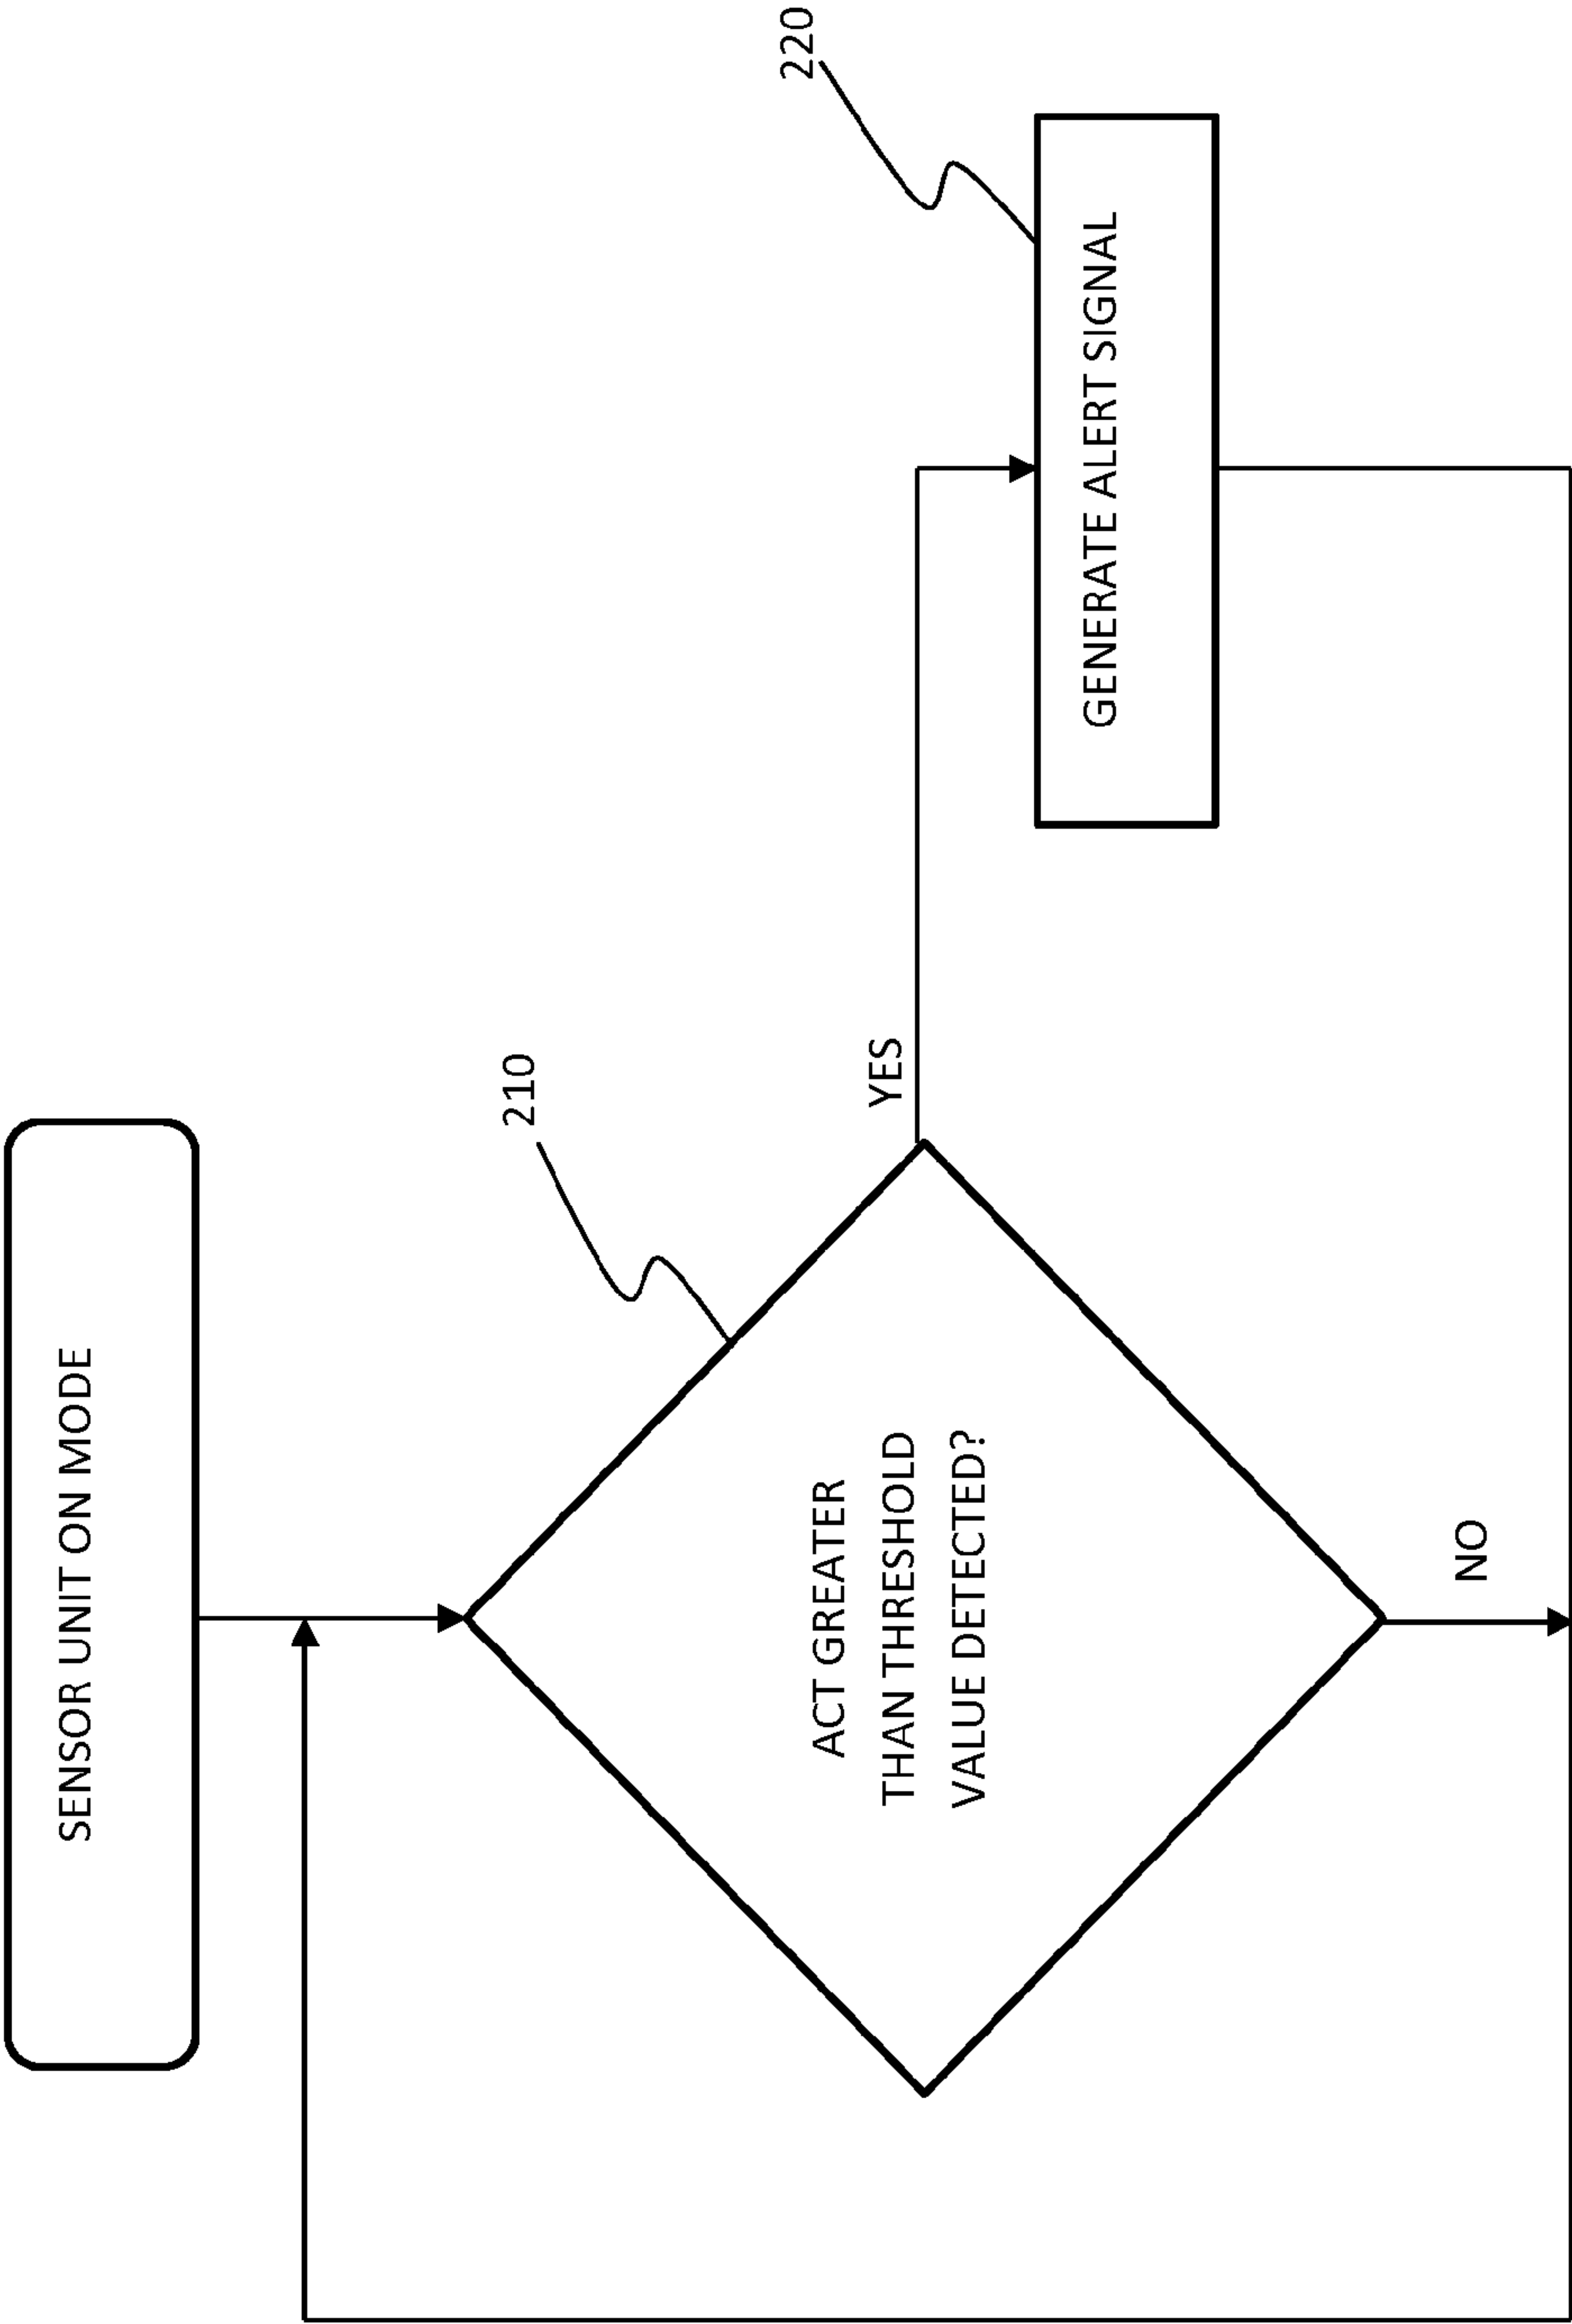 SENSOR UNIT ON MODE
210
ACT GREATER
THAN THRESHOLD
VALUE DETECTED?
YES
220
GENERATE ALERT SIGNAL
NO